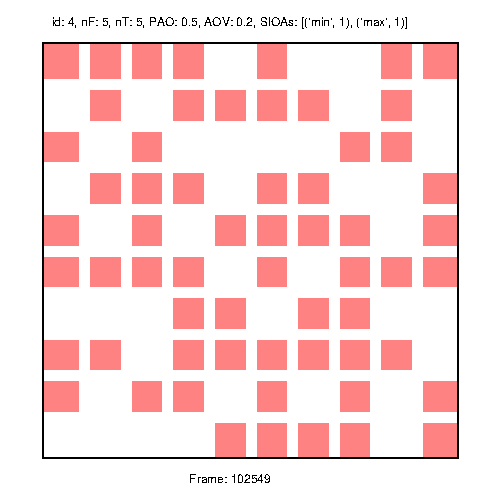 id: 4, nF: 5, nT: 5, PAO: 0.5, AOV: 0.2, SIOAs: [('min', 1), ('max', 1)]
Frame: 102549